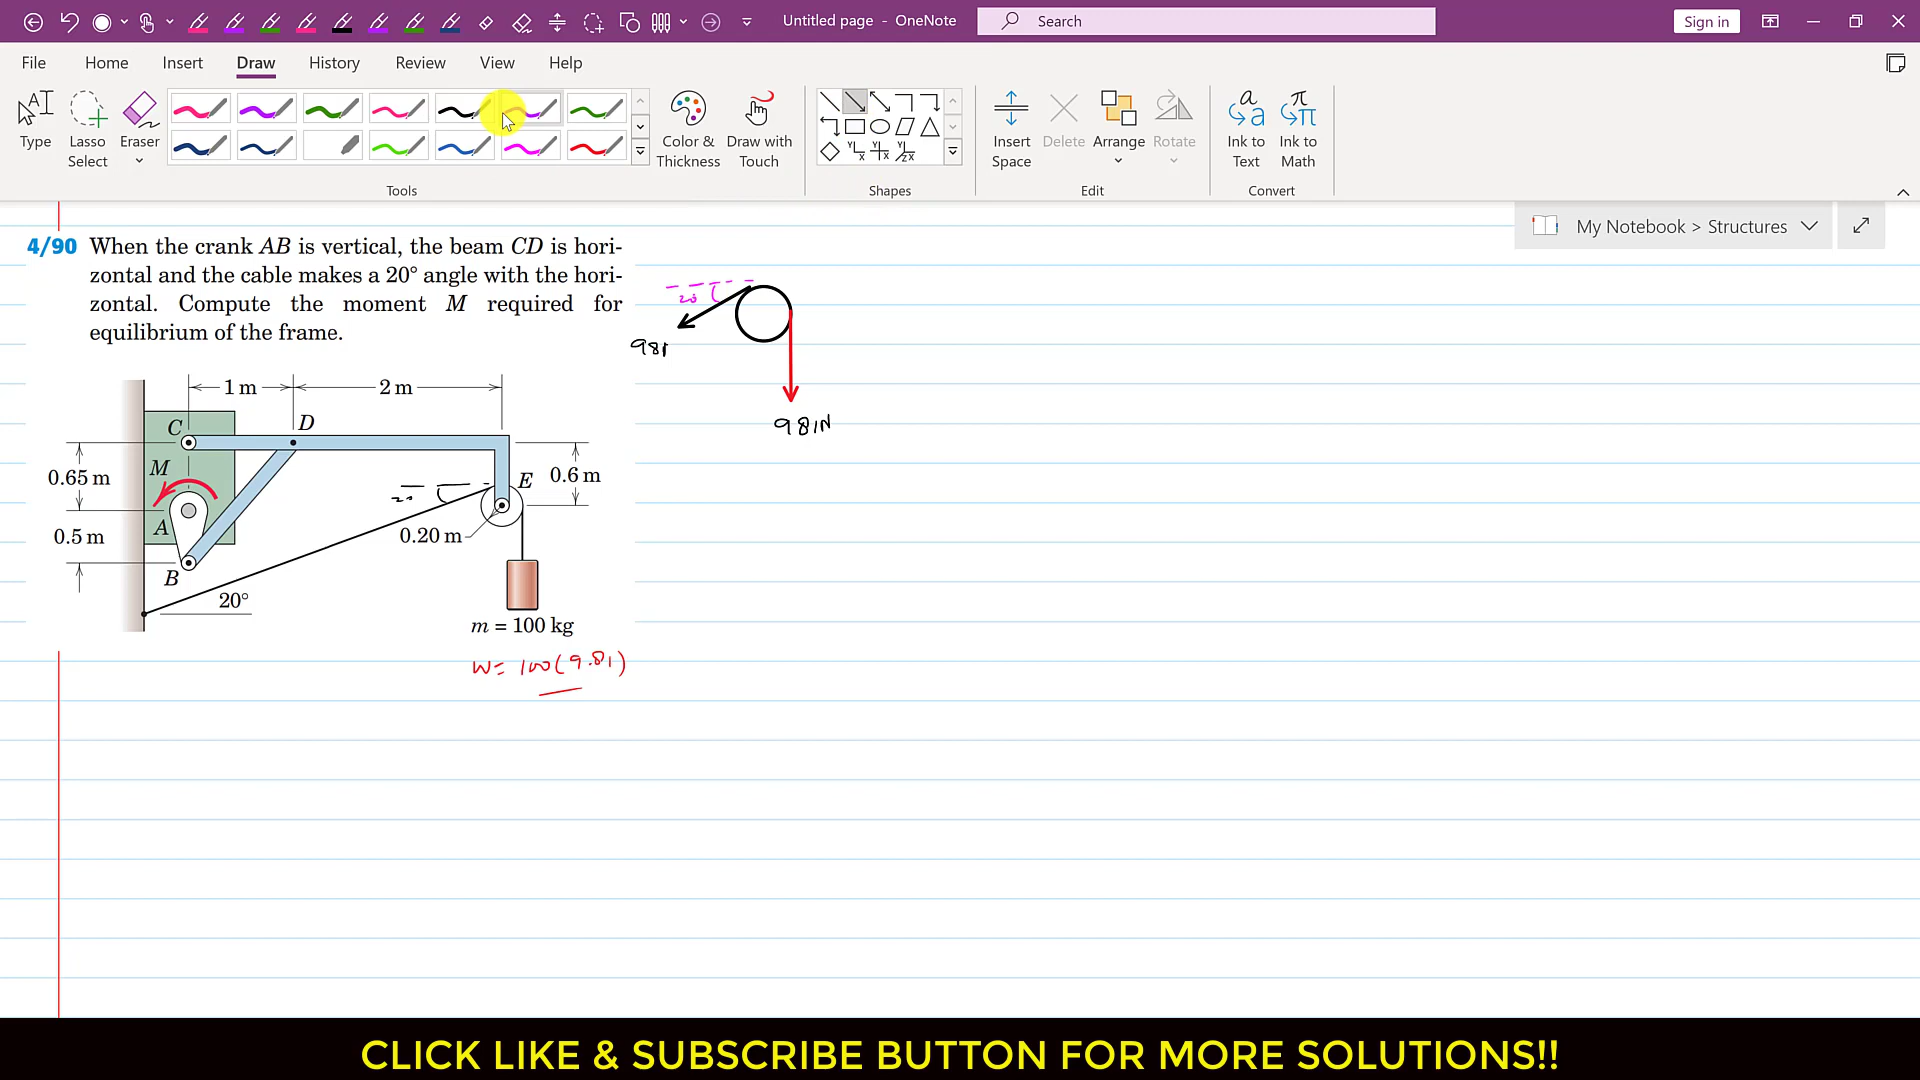 Untitled page - OneNote
Search
Sign in
File
Home
Insert
Draw
History
Review
View
Help
Type
Lasso
Select
Eraser
Color &
Thickness
Draw with
Touch
Insert
Space
Delete
Arrange
Rotate
Ink to
Text
Ink to
Math
Tools
Shapes
Edit
Convert
My Notebook > Structures
4/90 When the crank AB is vertical, the beam CD is hori-
zontal and the cable makes a 20° angle with the hori-
zontal. Compute the moment M required for
equilibrium of the frame.
20
981
981N
1 m
2 m
C
D
0.65 m
M
E
0.6 m
20
A
0.5 m
0.20 m
B
20°
m = 100 kg
W= 100(9.81)
CLICK LIKE & SUBSCRIBE BUTTON FOR MORE SOLUTIONS!!